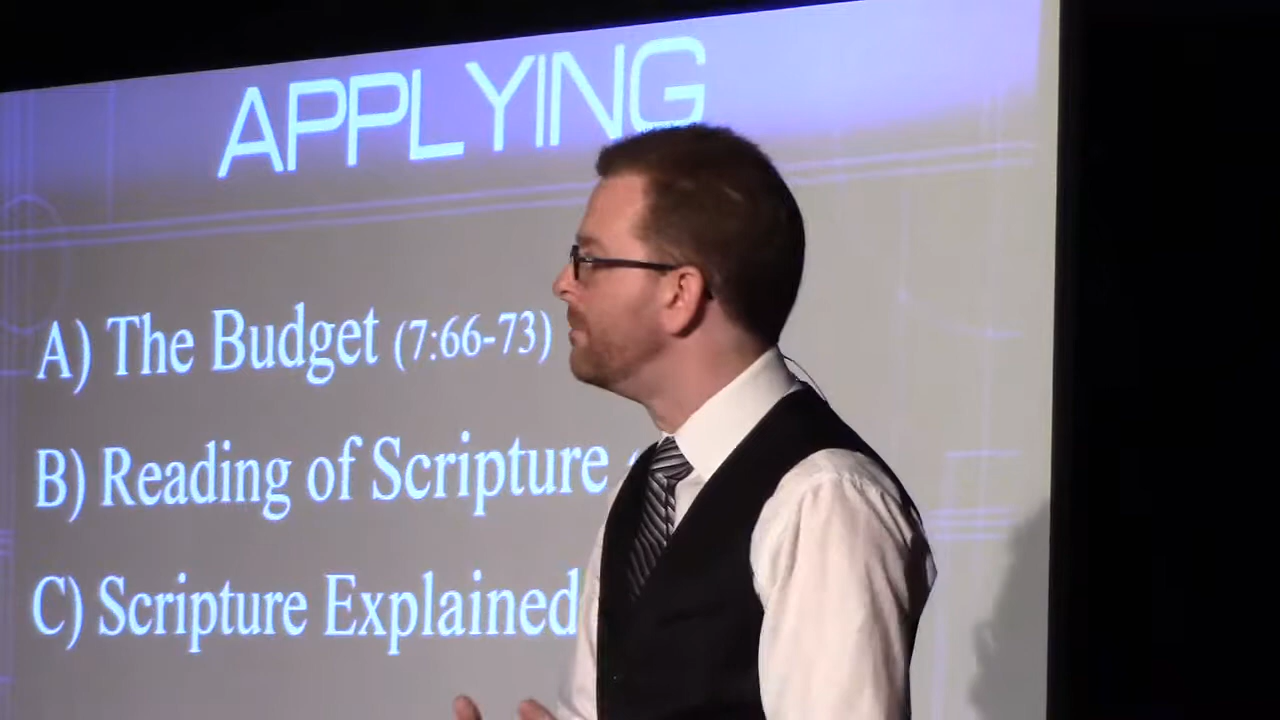 APPLYING
A) The Budget (7:66-73)
B) Reading of Scripture
C) Scripture Explained